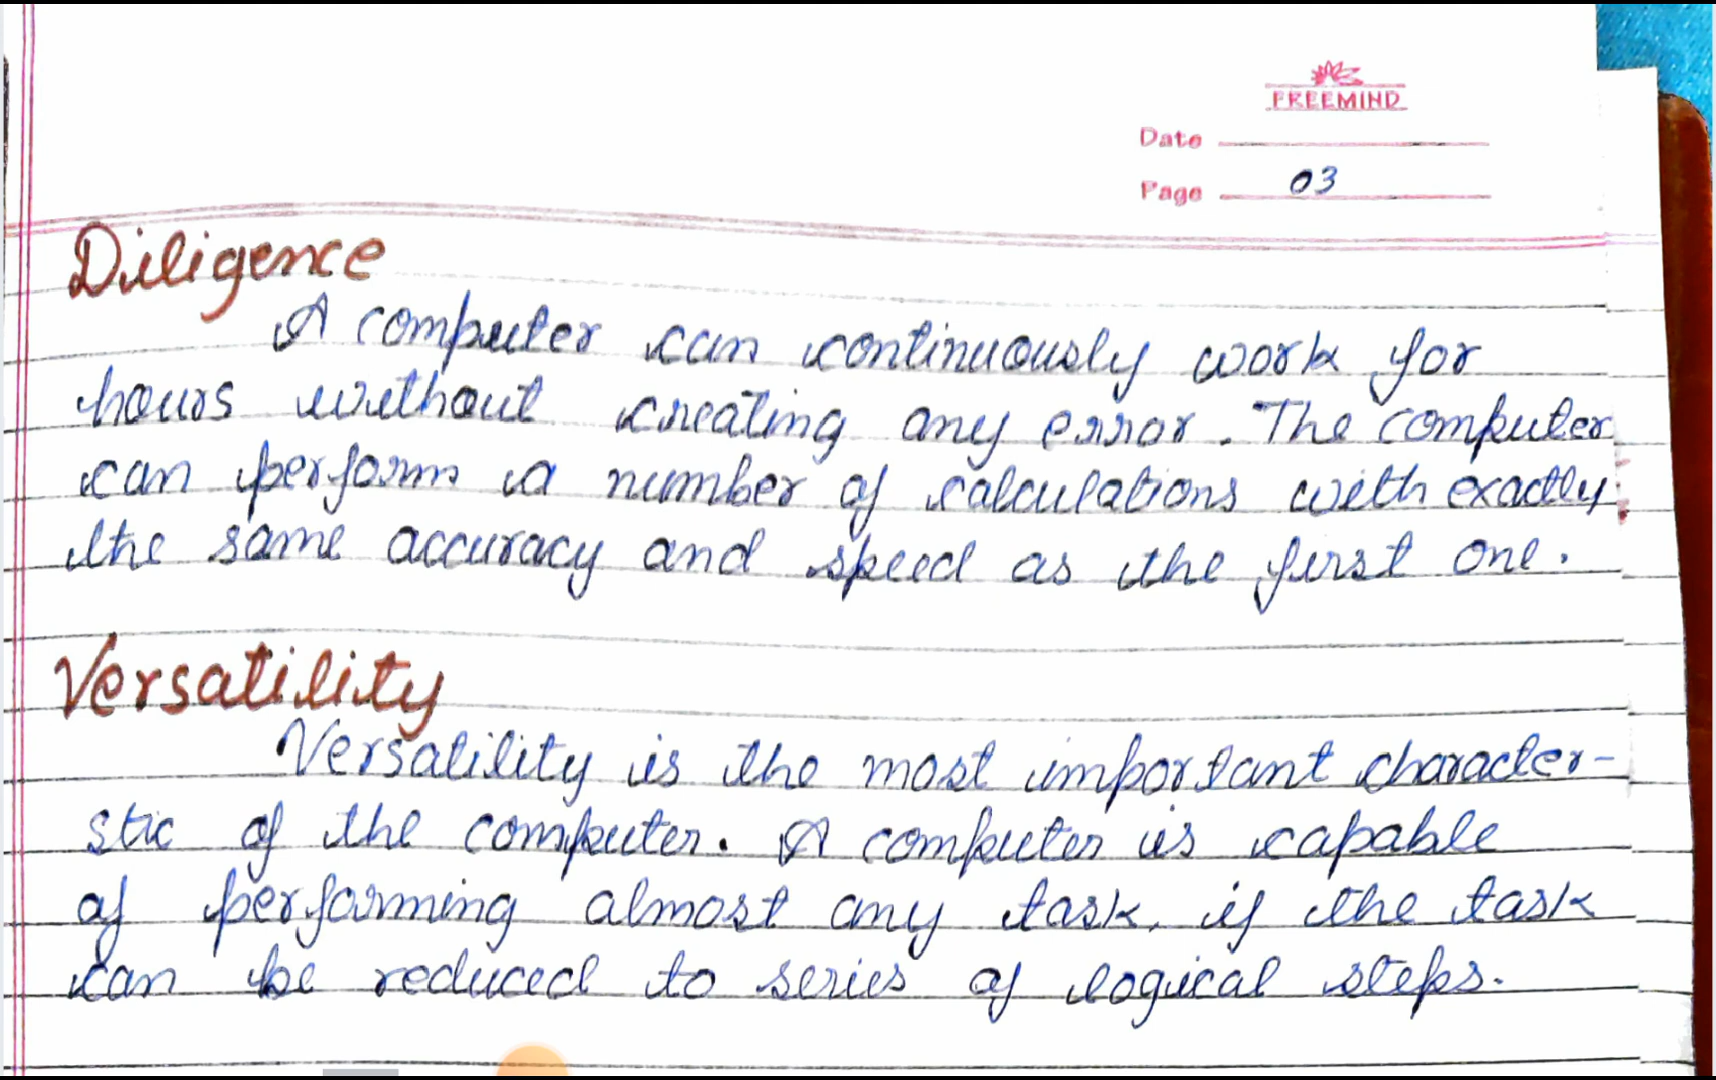 FREEMIND
Date
Page 03
Diligence
A computer can continuously work for
hours without creating any error. The computer
can perform a number of calculations with exactly
the same accuracy and speed as the first one.
Versatility
Versatility is the most important character-
stic of the computer. A computer is capable
of performing almost any task, if the task
can be reduced to series of logical steps.